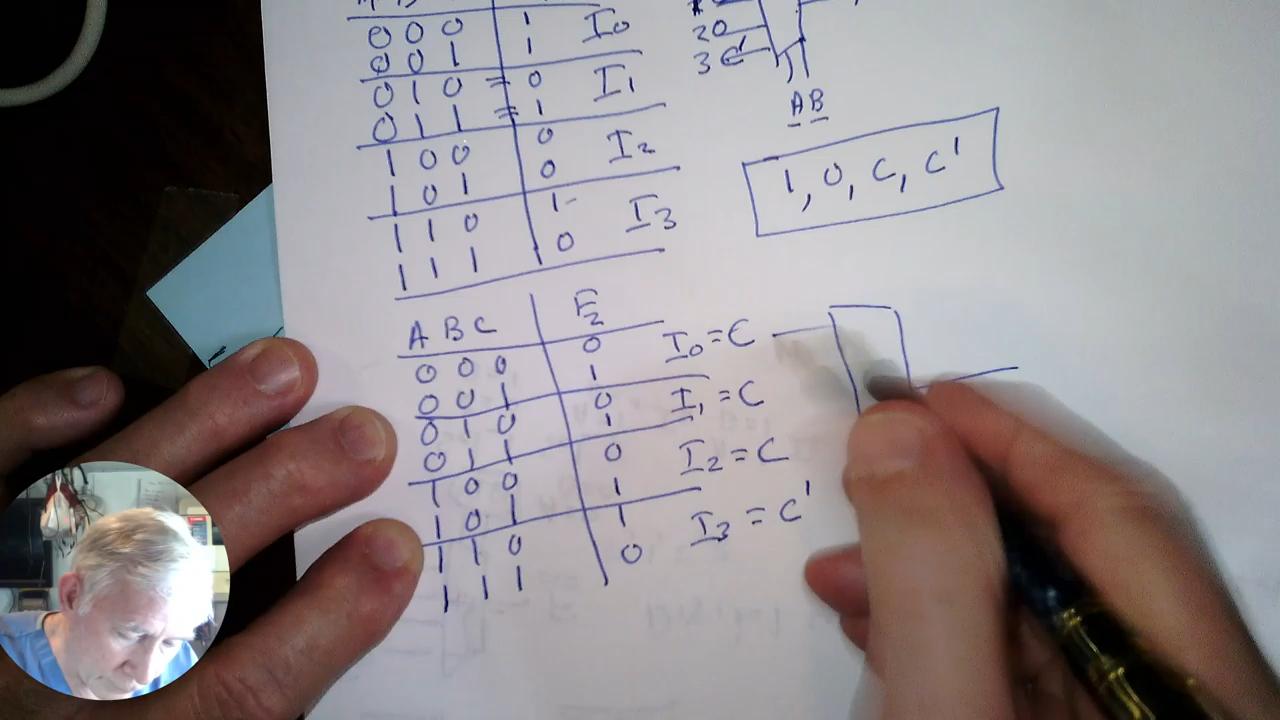 0 0 0 1 I0
0 0 1 1
0 1 0 0 I1
0 1 1 1
1 0 0 0 I2
1 0 1 0
1 1 0 1 I3
1 1 1 0
20
3 C'
A B
1, 0, C, C'
A B C F2
0 0 0 0 I0 = C
0 0 1 1
0 1 0 0 I1 = C
0 1 1 1
1 0 0 0 I2 = C
1 0 1 1
1 1 0 1 I3 = C'
1 1 1 0